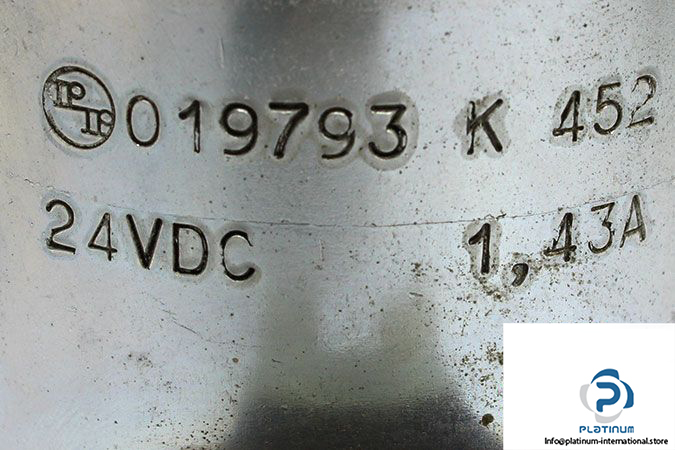 019793 K 452
24VDC 1,43A
PLATINUM
Info@platinum-international.store